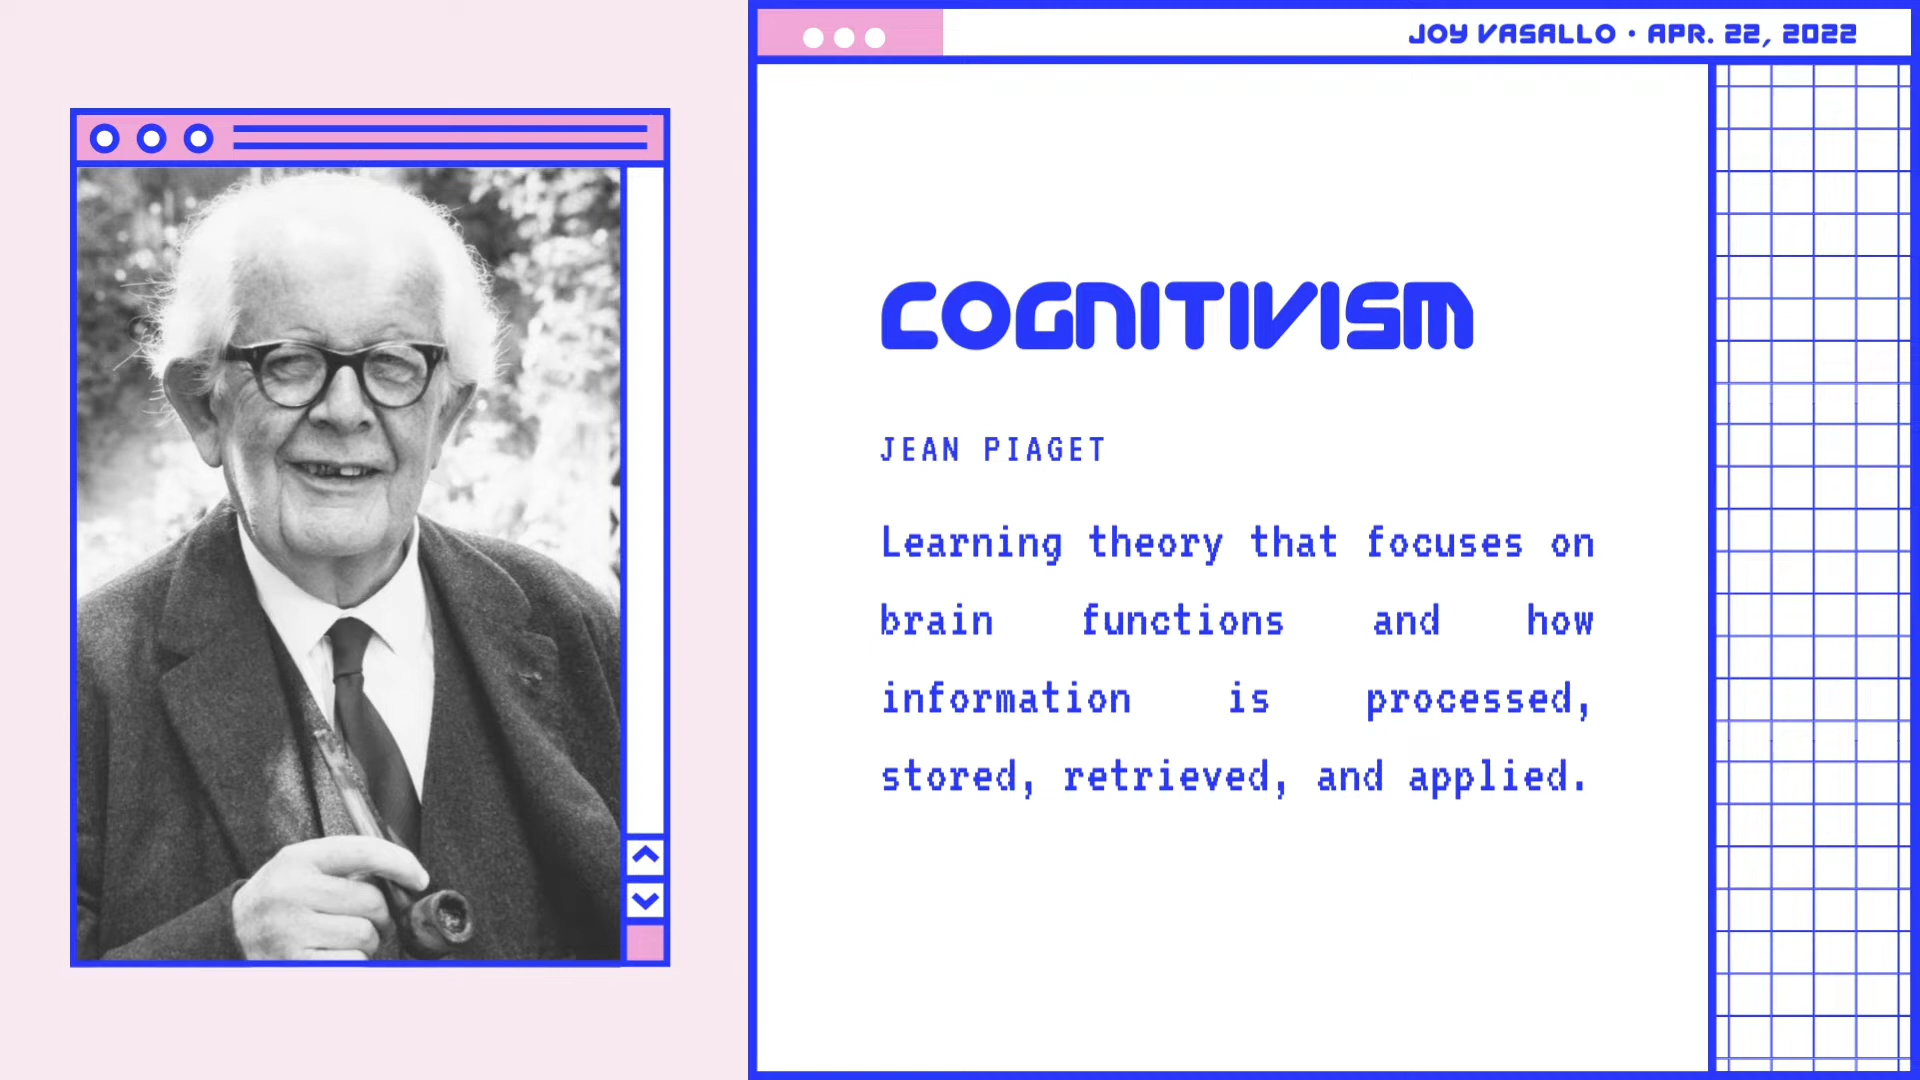 JOY VASALLO • APR. 22, 2022
COGNITIVISM
JEAN PIAGET
Learning theory that focuses on
brain functions and how
information is processed,
stored, retrieved, and applied.